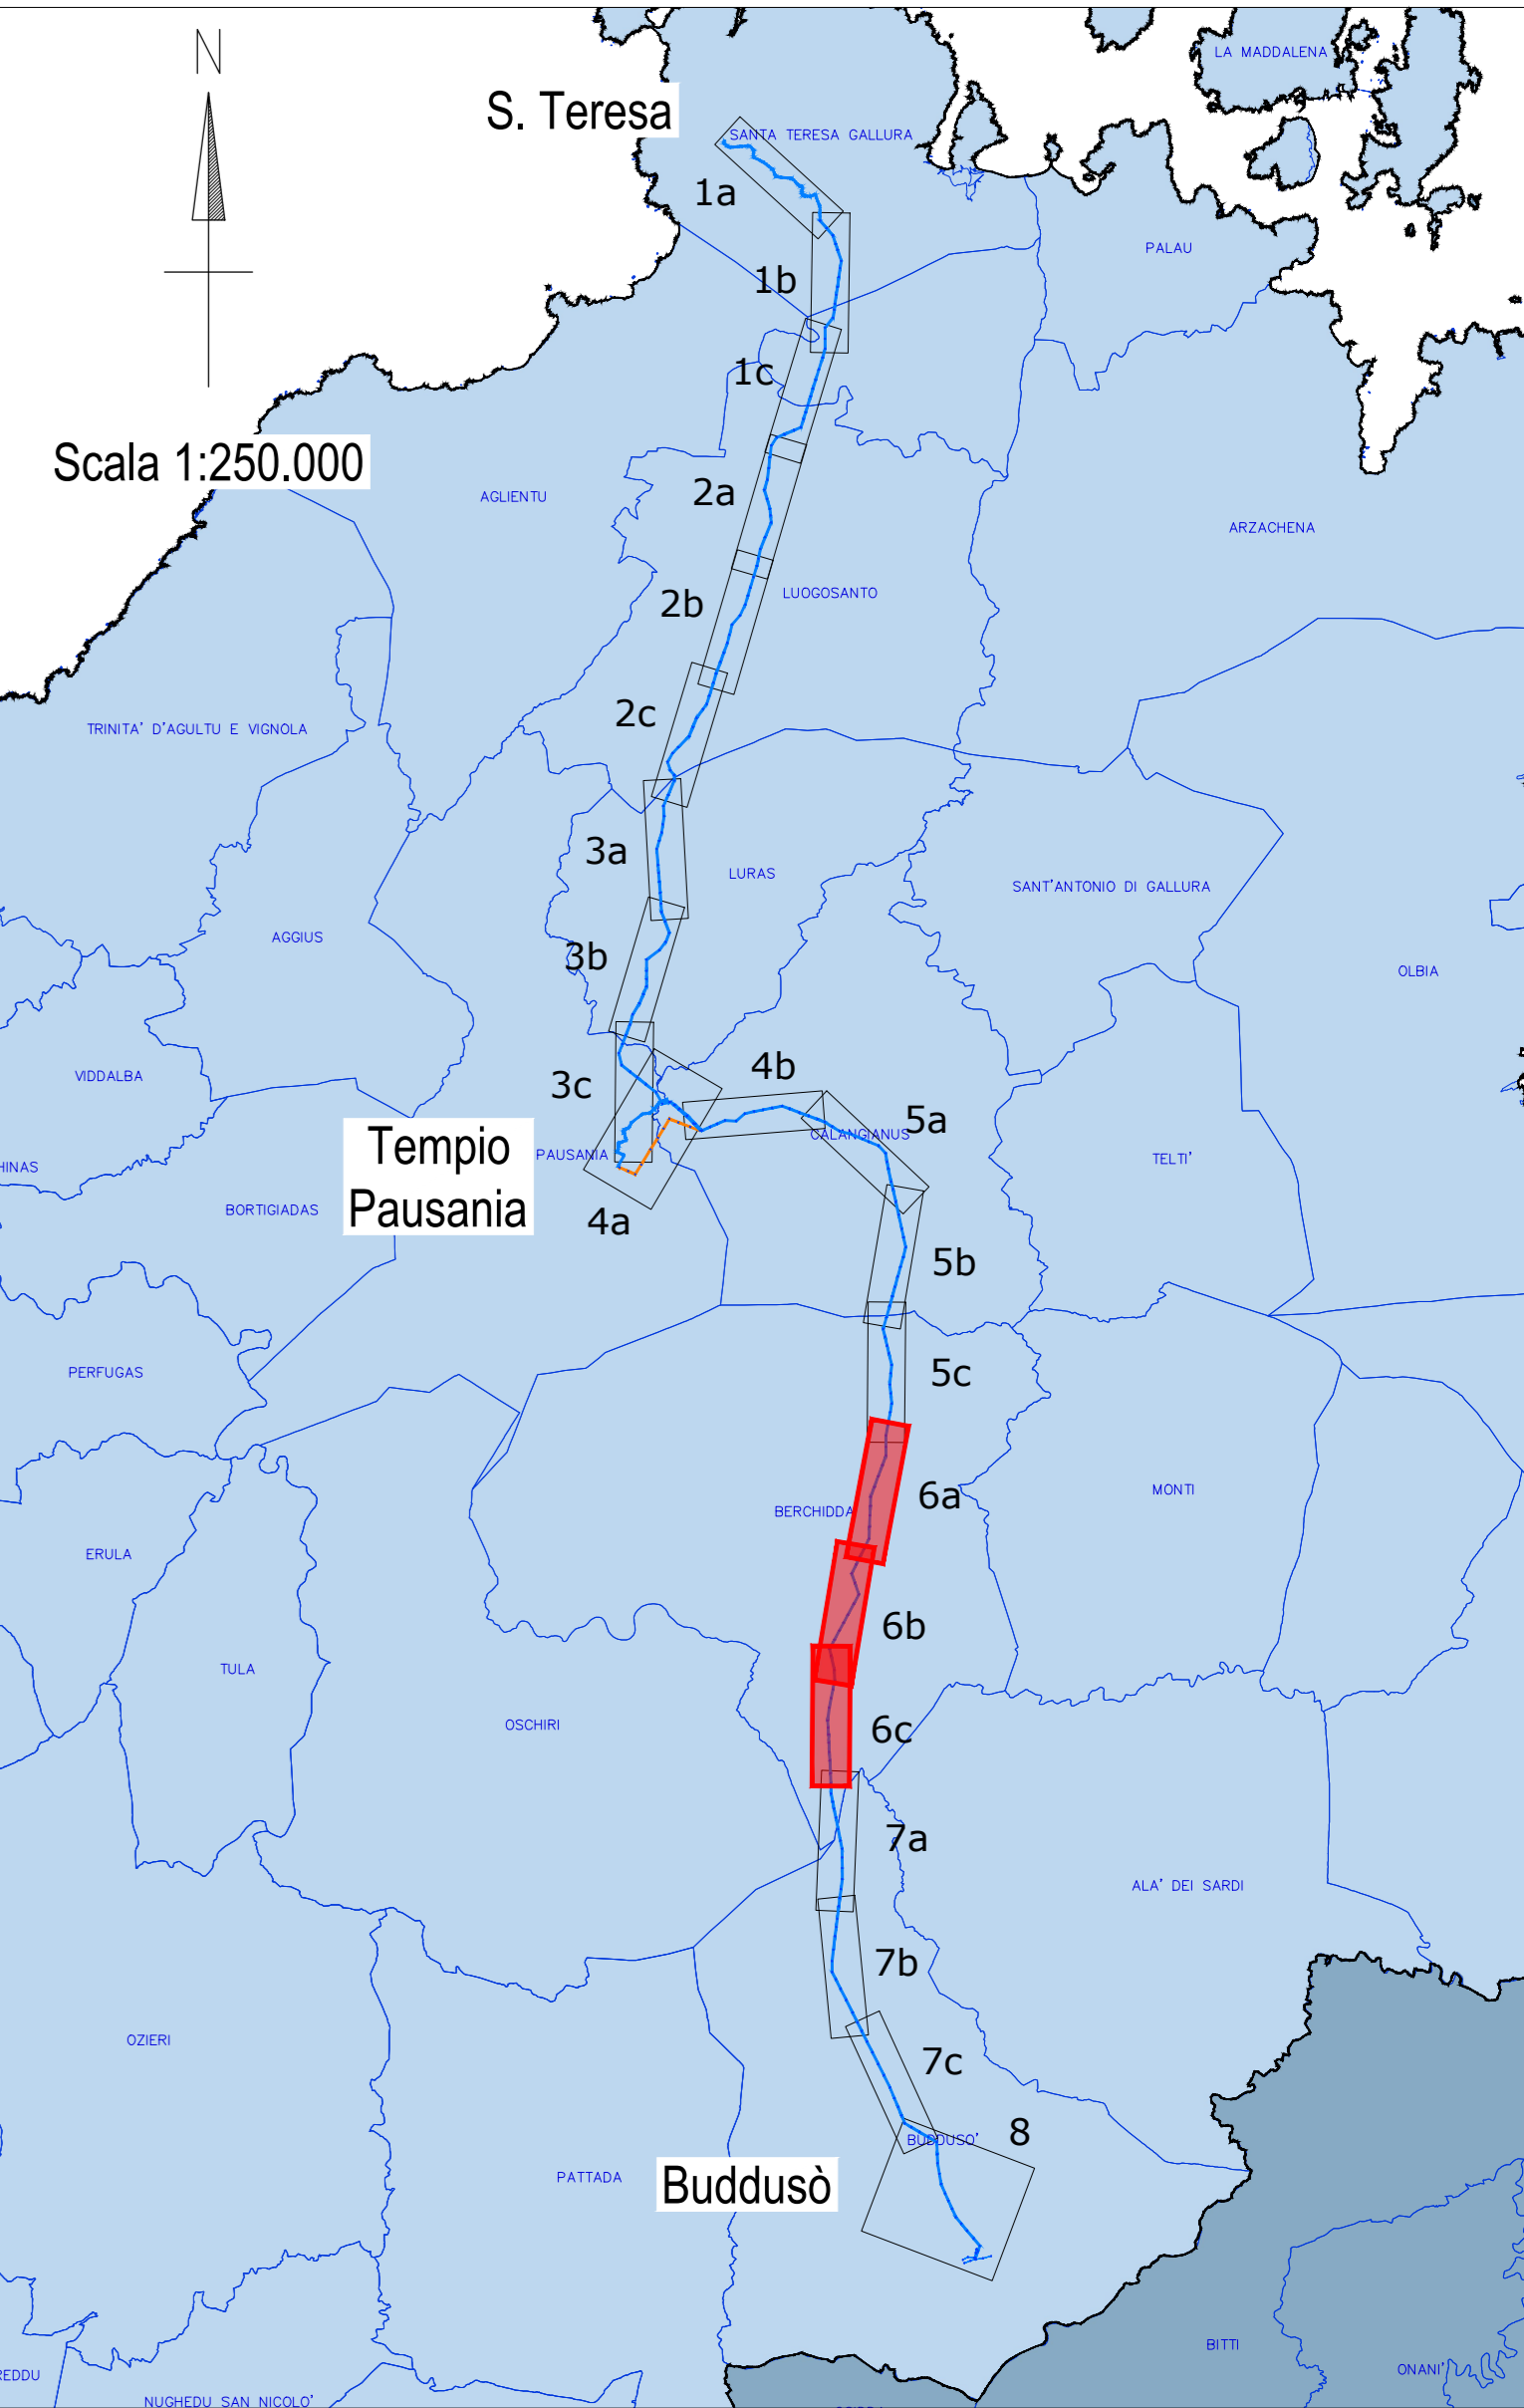 N
LA MADDALENA
S. Teresa
SANTA TERESA GALLURA
1a
PALAU
1b
1c
Scala 1:250.000
AGLIENTU
2a
ARZACHENA
LUOGOSANTO
2b
2c
TRINITA' D'AGULTU E VIGNOLA
3a
LURAS
SANT'ANTONIO DI GALLURA
AGGIUS
3b
OLBIA
4b
VIDDALBA
3c
5a
CALANGIANUS
Tempio
Pausania
PAUSANIA
TELTI'
HINAS
BORTIGIADAS
4a
5b
PERFUGAS
5c
MONTI
6a
BERCHIDDA
ERULA
6b
TULA
OSCHIRI
6c
7a
ALA' DEI SARDI
7b
OZIERI
7c
8
BUDDUSO'
PATTADA
Buddusò
BITTI
ONANI'
REDDU
NUGHEDU SAN NICOLO'